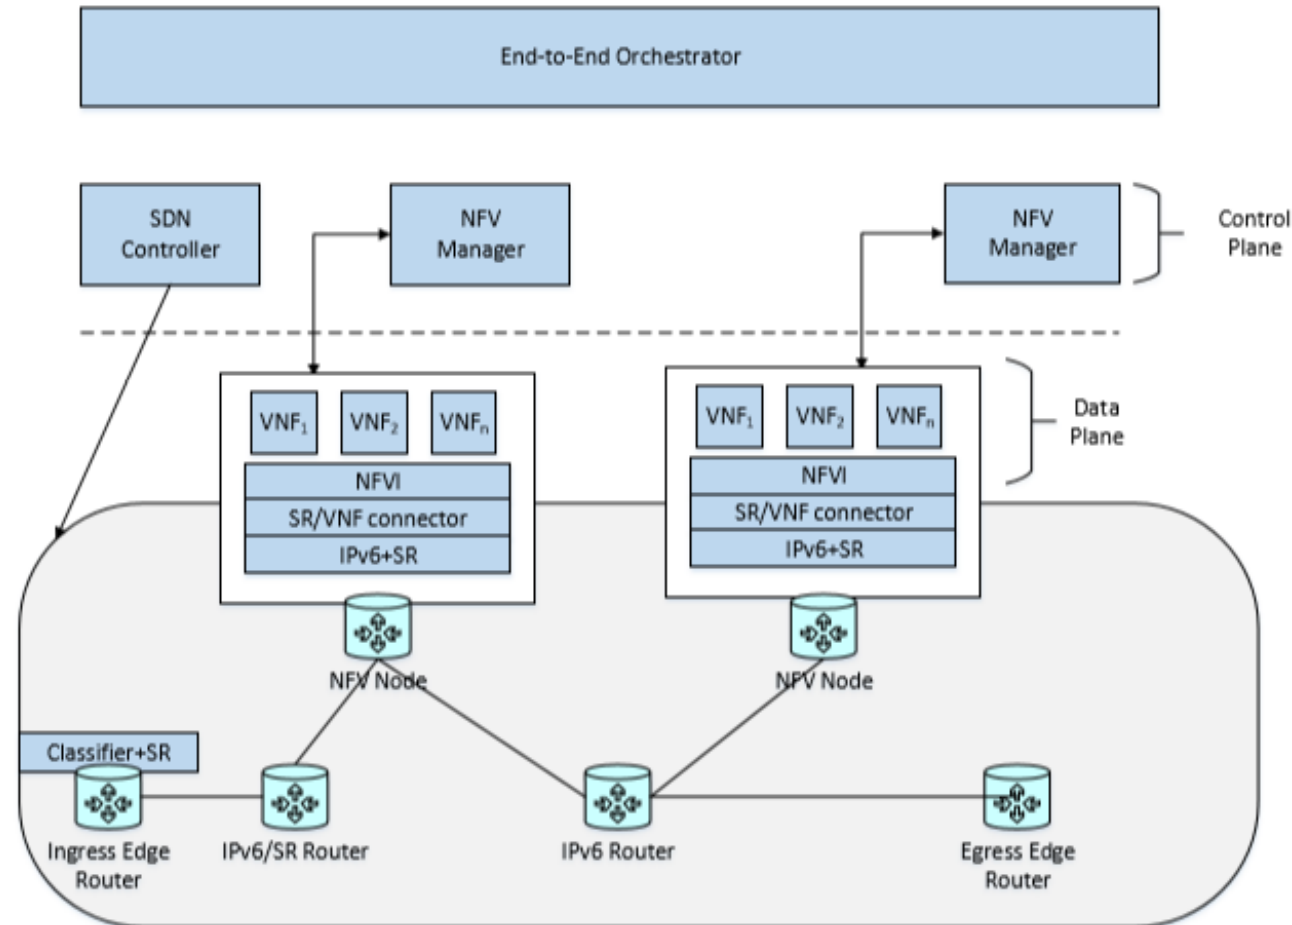 End-to-End Orchestrator
SDN
Controller
NFV
Manager
NFV
Manager
Control
Plane
VNF₁
VNF₂
VNFₙ
NFVI
SR/VNF connector
IPv6+SR
VNF₁
VNF₂
VNFₙ
NFVI
SR/VNF connector
IPv6+SR
Data
Plane
NFV Node
NFV Node
Classifier+SR
Ingress Edge
Router
IPv6/SR Router
IPv6 Router
Egress Edge
Router